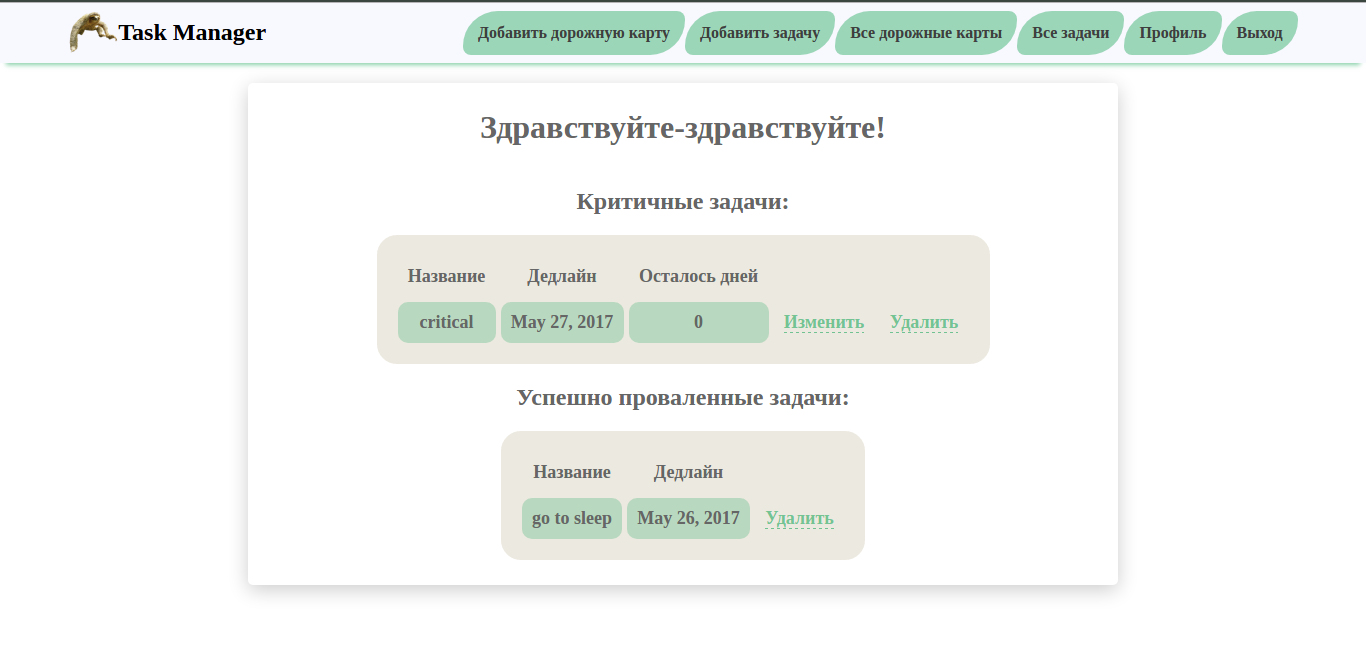 Task Manager Добавить дорожную карту Добавить задачу Все дорожные карты Все задачи Профиль Выход
Здравствуйте-здравствуйте!
Критичные задачи:
Название Дедлайн Осталось дней
critical May 27, 2017 0 Изменить Удалить
Успешно проваленные задачи:
Название Дедлайн
go to sleep May 26, 2017 Удалить